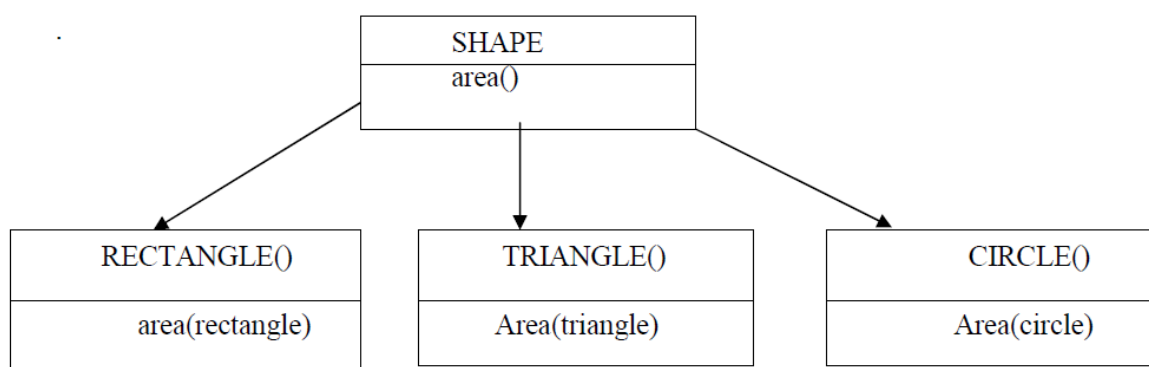 .
SHAPE
area()
RECTANGLE()
TRIANGLE()
CIRCLE()
area(rectangle)
Area(triangle)
Area(circle)